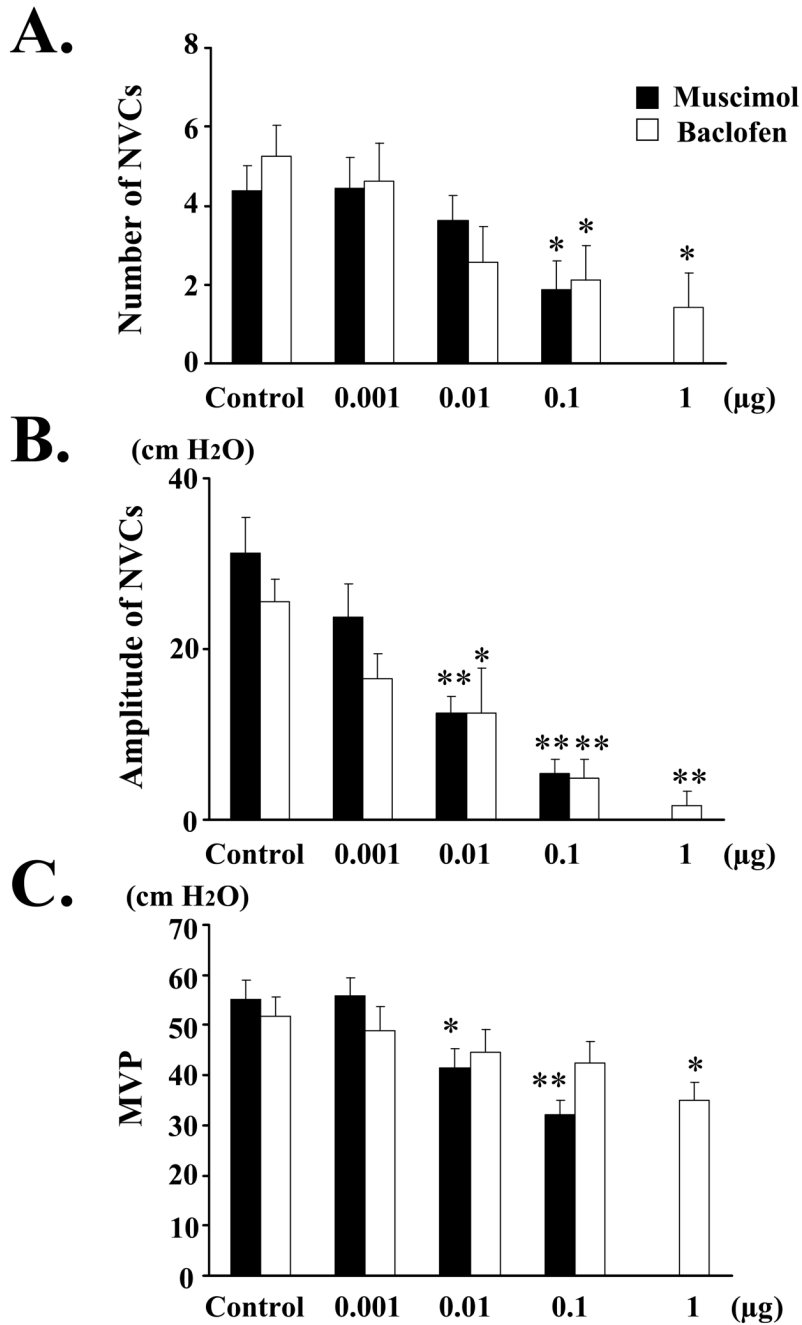 A.
8
6
4
2
0
Number of NVCs
Muscimol
Baclofen
*
*
*
Control 0.001 0.01 0.1 1 (µg)
B.
(cm H2O)
40
20
0
Amplitude of NVCs
**
*
** **
**
Control 0.001 0.01 0.1 1 (µg)
C.
(cm H2O)
70
60
50
40
30
20
10
0
MVP
*
**
*
Control 0.001 0.01 0.1 1 (µg)